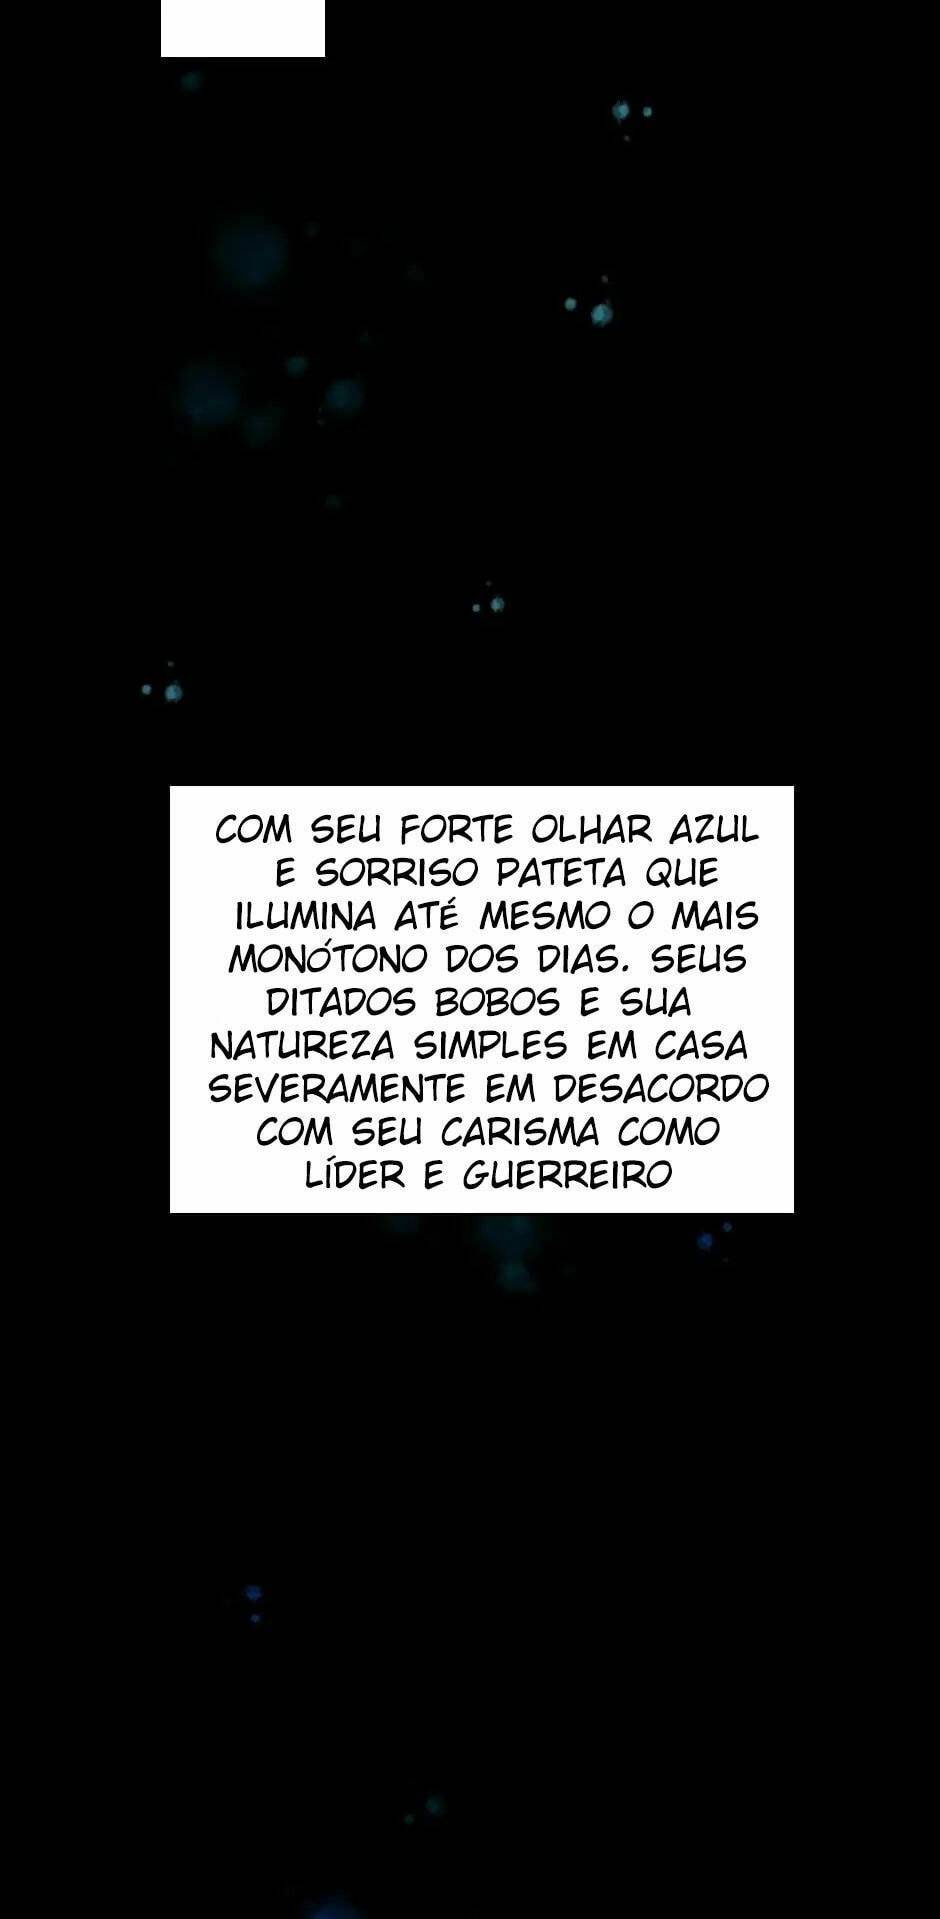 COM SEU FORTE OLHAR AZUL
E SORRISO PATETA QUE
ILUMINA ATÉ MESMO O MAIS
MONÓTONO DOS DIAS. SEUS
DITADOS BOBOS E SUA
NATUREZA SIMPLES EM CASA
SEVERAMENTE EM DESACORDO
COM SEU CARISMA COMO
LÍDER E GUERREIRO